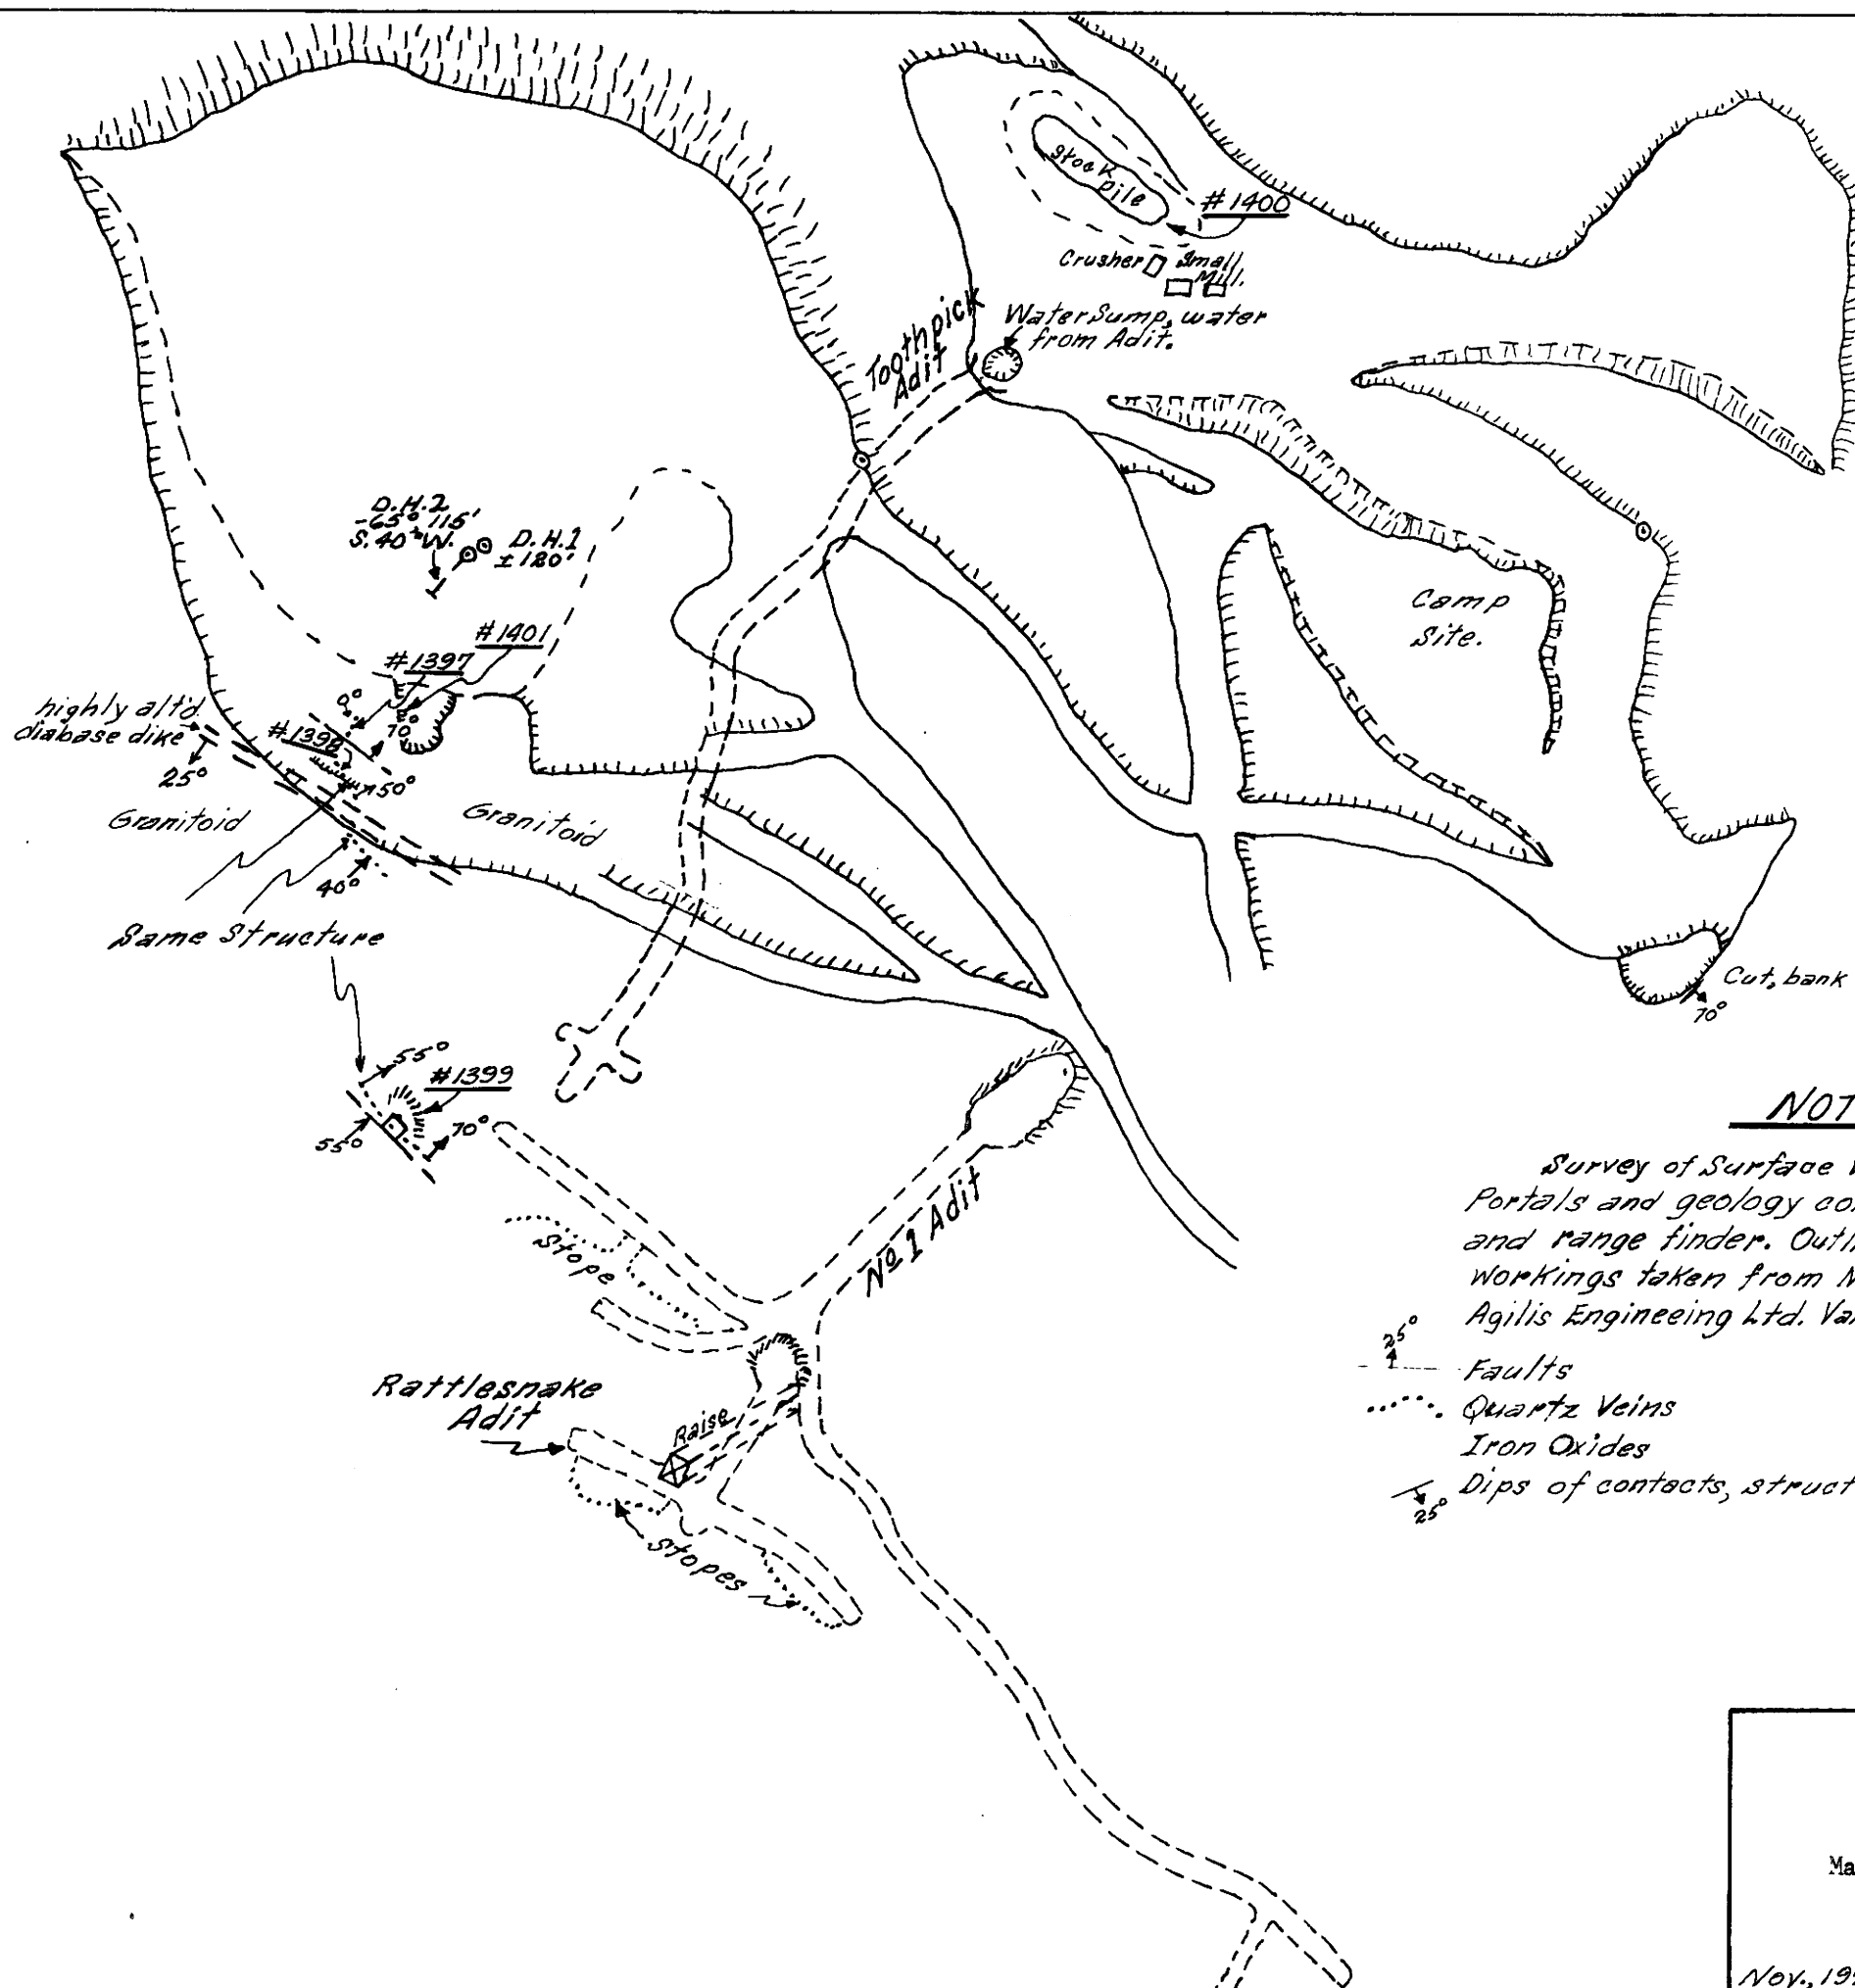 stock
pile
#1400
Crusher
Small
Mill.
Water Sump, water
from Adit.
Toothpick
Adit
D.H.2
-65° 115'
S.40°W.
D.H.1
±180'
#1401
#1397
0°
70°
highly alt'd
diabase dike
#1398
25°
50°
Granitoid
Granitoid
40°
Same Structure
Camp
Site.
Cut, bank
70°
55°
#1399
70°
55°
Stope
No 1 Adit
Rattlesnake
Adit
Raise
Stopes
NOT
Survey of Surface
Portals and geology
and range finder.
Workings taken from
Agilis Engineeing Ltd.
25°
Faults
Quartz Veins
Iron Oxides
Dips of contacts, struct
25°
Ma
Nov., 19